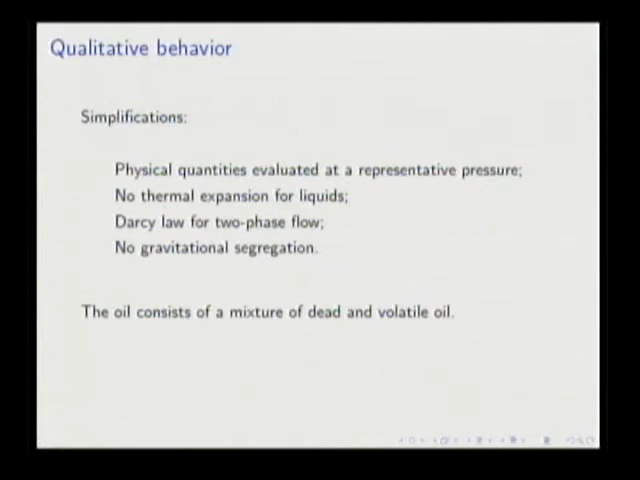 Qualitative behavior
Simplifications:
Physical quantities evaluated at a representative pressure;
No thermal expansion for liquids;
Darcy law for two-phase flow;
No gravitational segregation.
The oil consists of a mixture of dead and volatile oil.